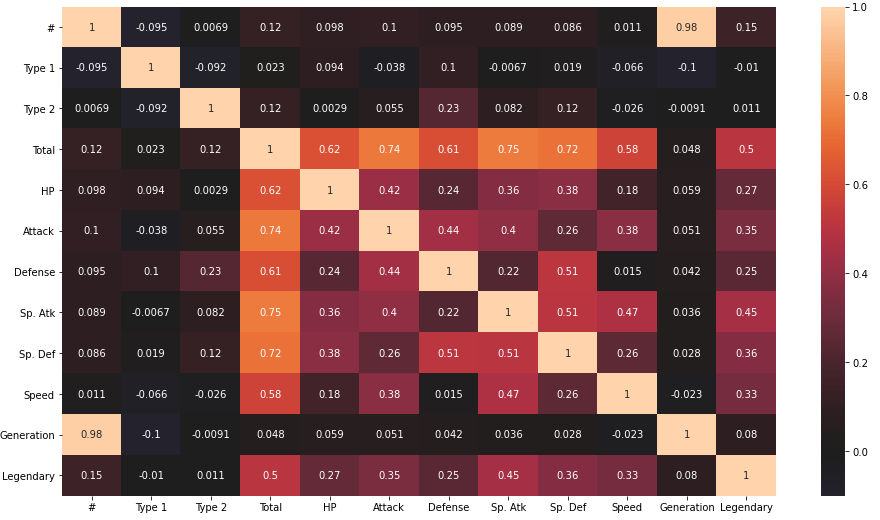 # 1 -0.095 0.0069 0.12 0.098 0.1 0.095 0.089 0.086 0.011 0.98 0.15
Type 1 -0.095 1 -0.092 0.023 0.094 -0.038 0.1 -0.0067 0.019 -0.066 -0.1 -0.01
Type 2 0.0069 -0.092 1 0.12 0.0029 0.055 0.23 0.082 0.12 -0.026 -0.0091 0.011
Total 0.12 0.023 0.12 1 0.62 0.74 0.61 0.75 0.72 0.58 0.048 0.5
HP 0.098 0.094 0.0029 0.62 1 0.42 0.24 0.36 0.38 0.18 0.059 0.27
Attack 0.1 -0.038 0.055 0.74 0.42 1 0.44 0.4 0.26 0.38 0.051 0.35
Defense 0.095 0.1 0.23 0.61 0.24 0.44 1 0.22 0.51 0.015 0.042 0.25
Sp. Atk 0.089 -0.0067 0.082 0.75 0.36 0.4 0.22 1 0.51 0.47 0.036 0.45
Sp. Def 0.086 0.019 0.12 0.72 0.38 0.26 0.51 0.51 1 0.26 0.028 0.36
Speed 0.011 -0.066 -0.026 0.58 0.18 0.38 0.015 0.47 0.26 1 -0.023 0.33
Generation 0.98 -0.1 -0.0091 0.048 0.059 0.051 0.042 0.036 0.028 -0.023 1 0.08
Legendary 0.15 -0.01 0.011 0.5 0.27 0.35 0.25 0.45 0.36 0.33 0.08 1
# Type 1 Type 2 Total HP Attack Defense Sp. Atk Sp. Def Speed Generation Legendary
1.0
0.8
0.6
0.4
0.2
0.0